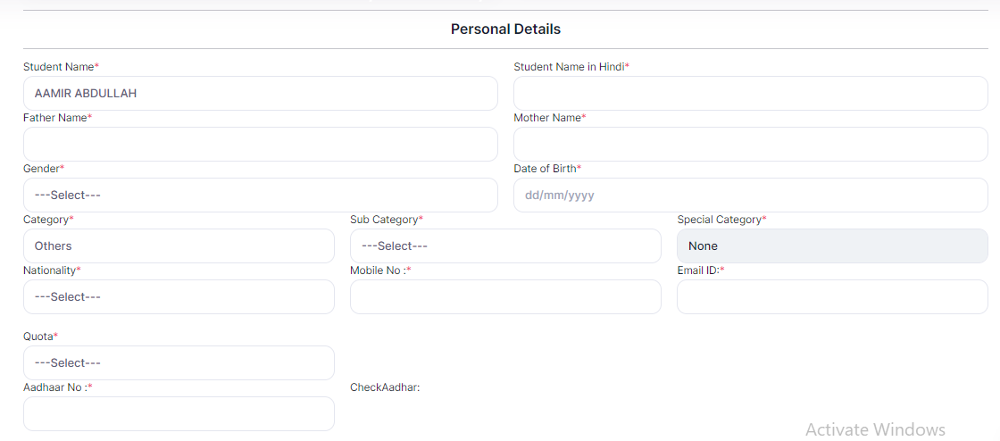 Personal Details
Student Name* Student Name in Hindi*
AAMIR ABDULLAH
Father Name* Mother Name*
Gender* Date of Birth*
---Select--- dd/mm/yyyy
Category* Sub Category* Special Category*
Others ---Select--- None
Nationality* Mobile No :* Email ID:*
---Select---
Quota*
---Select---
Aadhaar No :* CheckAadhar:
Activate Windows